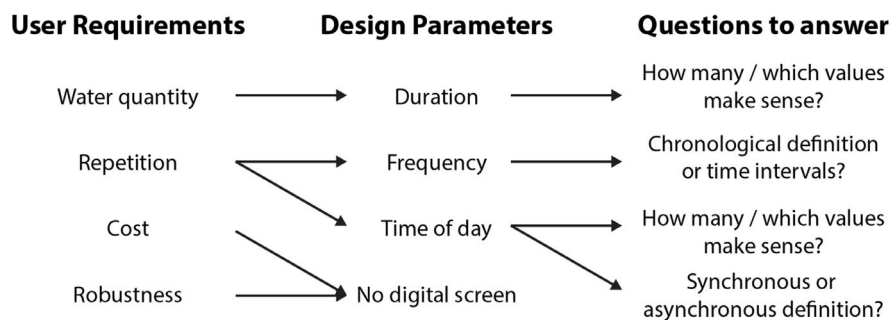 User Requirements Design Parameters Questions to answer
Water quantity Duration How many / which values
make sense?
Repetition Frequency Chronological definition
or time intervals?
Cost Time of day How many / which values
make sense?
Robustness No digital screen Synchronous or
asynchronous definition?